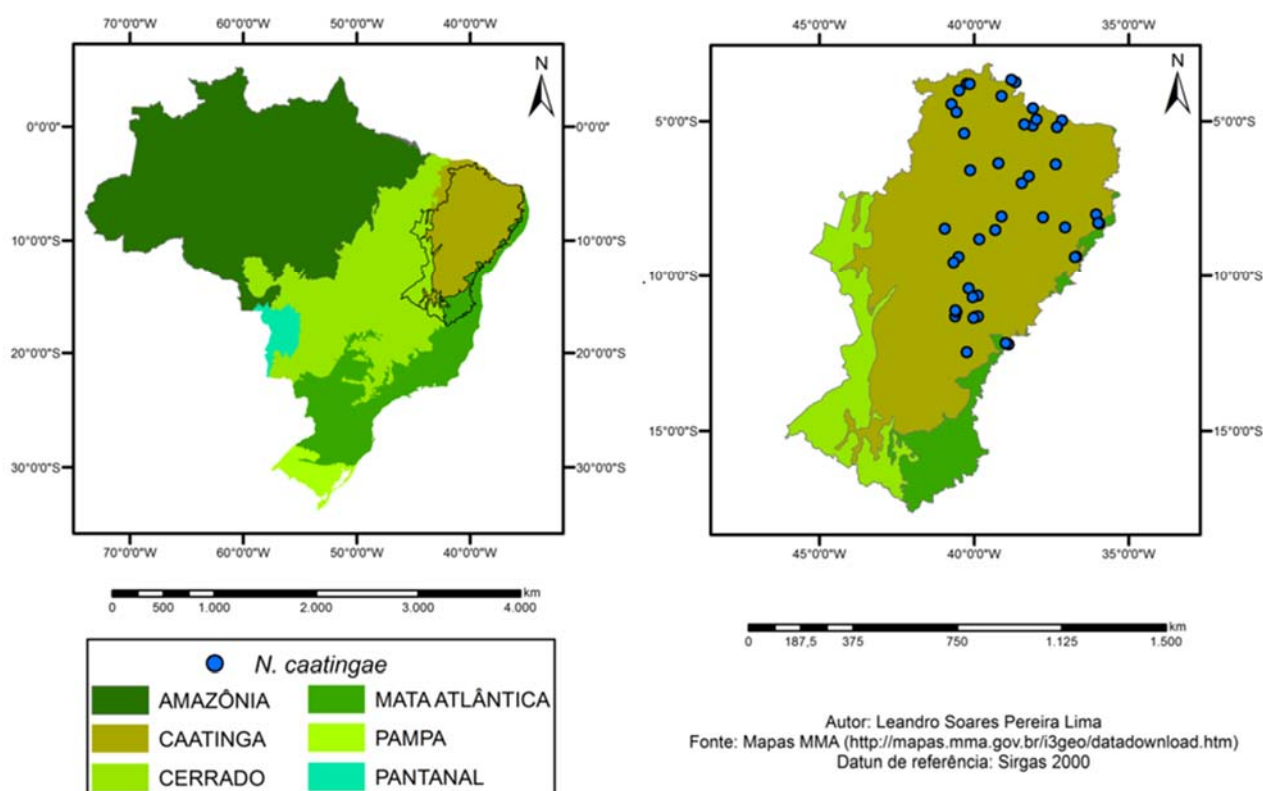 70°0'0"W 60°0'0"W 50°0'0"W 40°0'0"W
N
0°0'0" 0°0'0"
10°0'0"S 10°0'0"S
20°0'0"S 20°0'0"S
30°0'0"S 30°0'0"S
70°0'0"W 60°0'0"W 50°0'0"W 40°0'0"W
km
0 500 1.000 2.000 3.000 4.000
N. caatingae
AMAZÔNIA MATA ATLÂNTICA
CAATINGA PAMPA
CERRADO PANTANAL
45°0'0"W 40°0'0"W 35°0'0"W
N
5°0'0"S 5°0'0"S
10°0'0"S 10°0'0"S
15°0'0"S 15°0'0"S
45°0'0"W 40°0'0"W 35°0'0"W
km
0 187,5 375 750 1.125 1.500
Autor: Leandro Soares Pereira Lima
Fonte: Mapas MMA (http://mapas.mma.gov.br/i3geo/datadownload.htm)
Datun de referência: Sirgas 2000